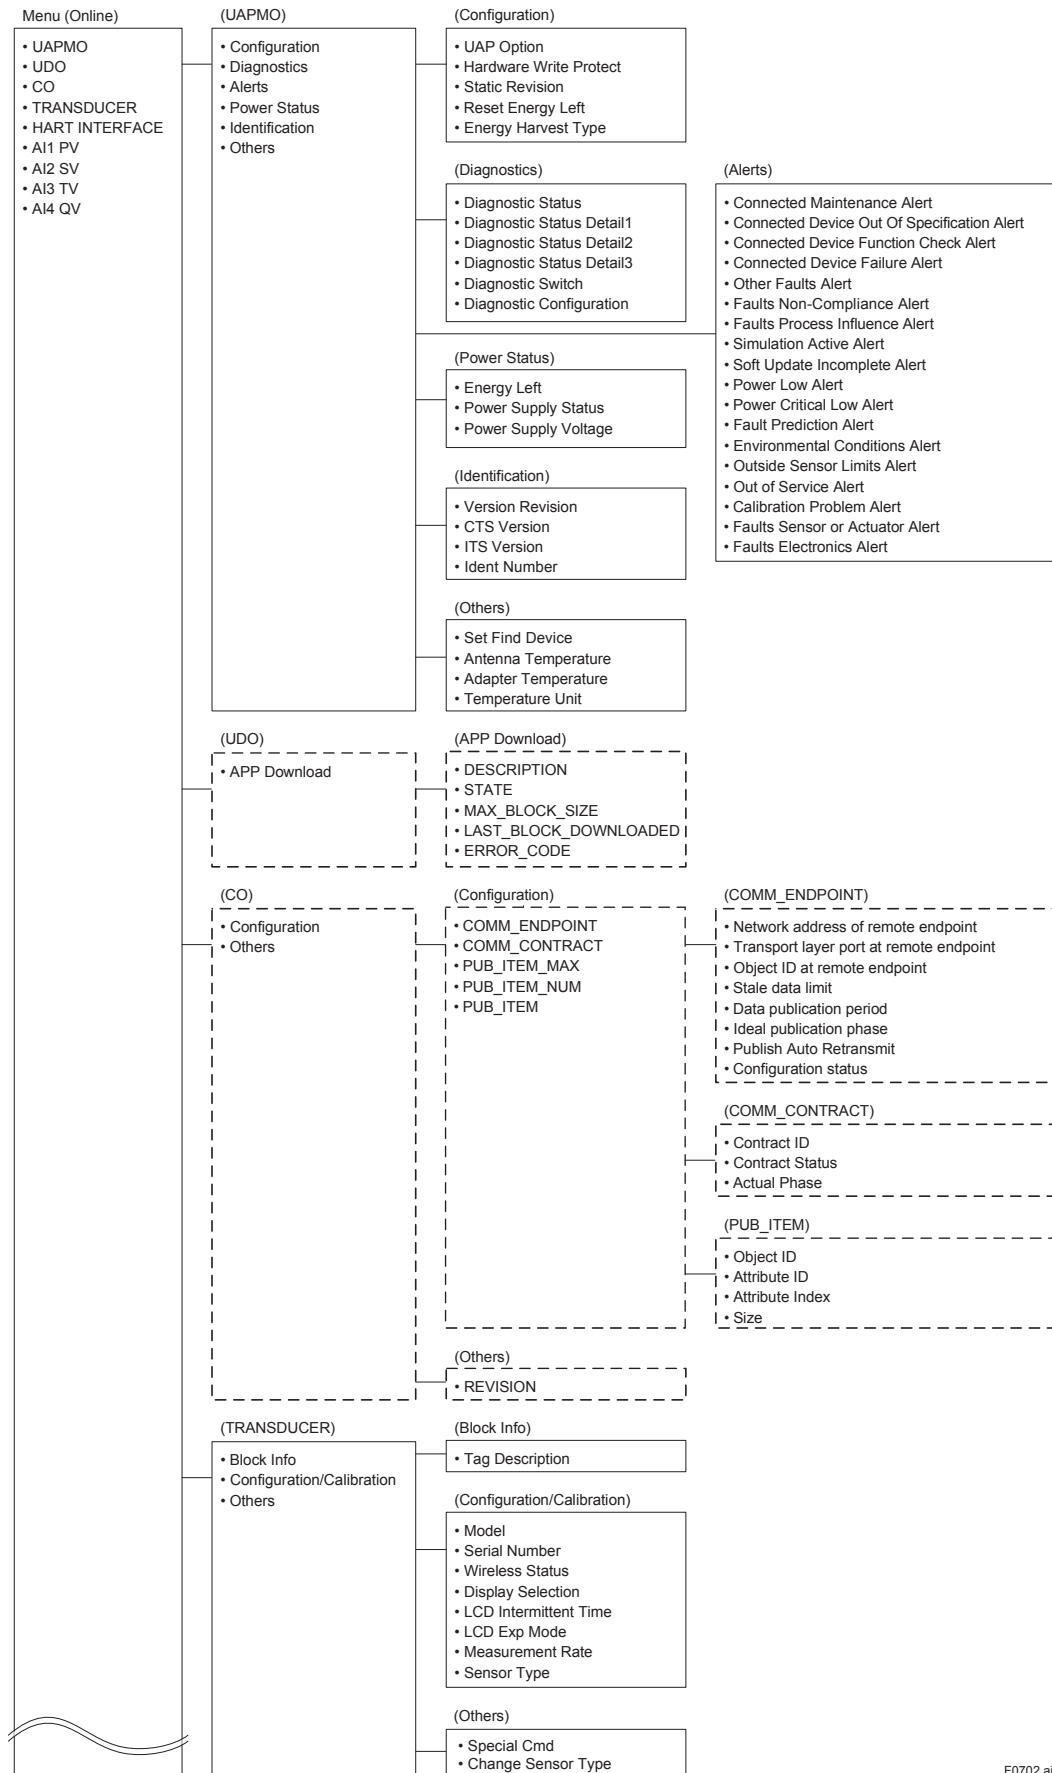 Menu (Online)
• UAPMO
• UDO
• CO
• TRANSDUCER
• HART INTERFACE
• AI1 PV
• AI2 SV
• AI3 TV
• AI4 QV
(UAPMO)
• Configuration
• Diagnostics
• Alerts
• Power Status
• Identification
• Others
(Configuration)
• UAP Option
• Hardware Write Protect
• Static Revision
• Reset Energy Left
• Energy Harvest Type
(Diagnostics)
• Diagnostic Status
• Diagnostic Status Detail1
• Diagnostic Status Detail2
• Diagnostic Status Detail3
• Diagnostic Switch
• Diagnostic Configuration
(Alerts)
• Connected Maintenance Alert
• Connected Device Out Of Specification Alert
• Connected Device Function Check Alert
• Connected Device Failure Alert
• Other Faults Alert
• Faults Non-Compliance Alert
• Faults Process Influence Alert
• Simulation Active Alert
• Soft Update Incomplete Alert
• Power Low Alert
• Power Critical Low Alert
• Fault Prediction Alert
• Environmental Conditions Alert
• Outside Sensor Limits Alert
• Out of Service Alert
• Calibration Problem Alert
• Faults Sensor or Actuator Alert
• Faults Electronics Alert
(Power Status)
• Energy Left
• Power Supply Status
• Power Supply Voltage
(Identification)
• Version Revision
• CTS Version
• ITS Version
• Ident Number
(Others)
• Set Find Device
• Antenna Temperature
• Adapter Temperature
• Temperature Unit
(UDO)
• APP Download
(APP Download)
• DESCRIPTION
• STATE
• MAX_BLOCK_SIZE
• LAST_BLOCK_DOWNLOADED
• ERROR_CODE
(CO)
• Configuration
• Others
(Configuration)
• COMM_ENDPOINT
• COMM_CONTRACT
• PUB_ITEM_MAX
• PUB_ITEM_NUM
• PUB_ITEM
(COMM_ENDPOINT)
• Network address of remote endpoint
• Transport layer port at remote endpoint
• Object ID at remote endpoint
• Stale data limit
• Data publication period
• Ideal publication phase
• Publish Auto Retransmit
• Configuration status
(COMM_CONTRACT)
• Contract ID
• Contract Status
• Actual Phase
(PUB_ITEM)
• Object ID
• Attribute ID
• Attribute Index
• Size
(Others)
• REVISION
(TRANSDUCER)
• Block Info
• Configuration/Calibration
• Others
(Block Info)
• Tag Description
(Configuration/Calibration)
• Model
• Serial Number
• Wireless Status
• Display Selection
• LCD Intermittent Time
• LCD Exp Mode
• Measurement Rate
• Sensor Type
(Others)
• Special Cmd
• Change Sensor Type
F0702.ai